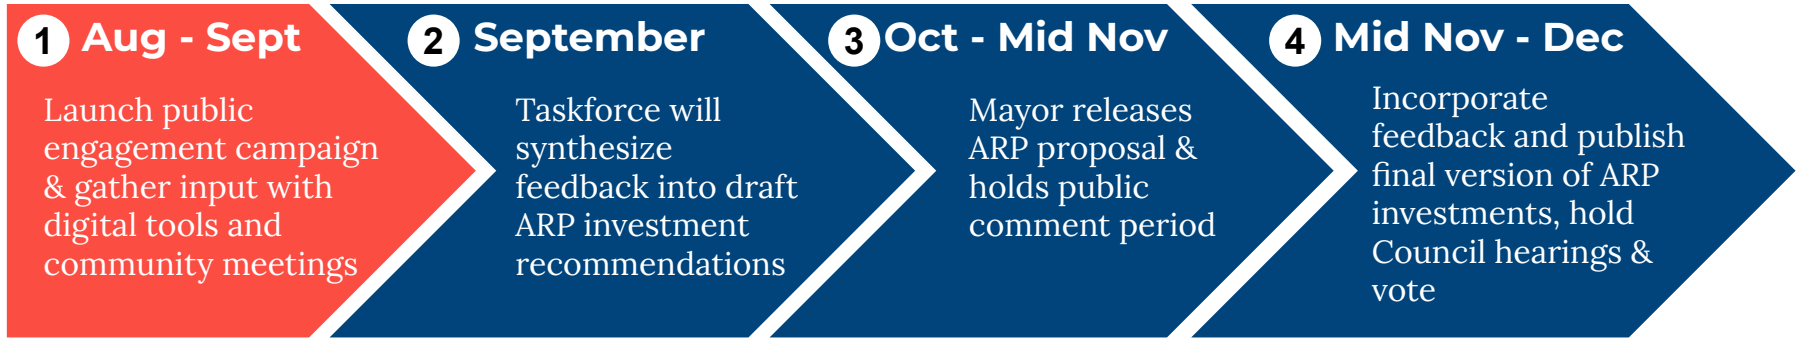 1 Aug - Sept
Launch public
engagement campaign
& gather input with
digital tools and
community meetings
2 September
Taskforce will
synthesize
feedback into draft
ARP investment
recommendations
3 Oct - Mid Nov
Mayor releases
ARP proposal &
holds public
comment period
4 Mid Nov - Dec
Incorporate
feedback and publish
final version of ARP
investments, hold
Council hearings &
vote